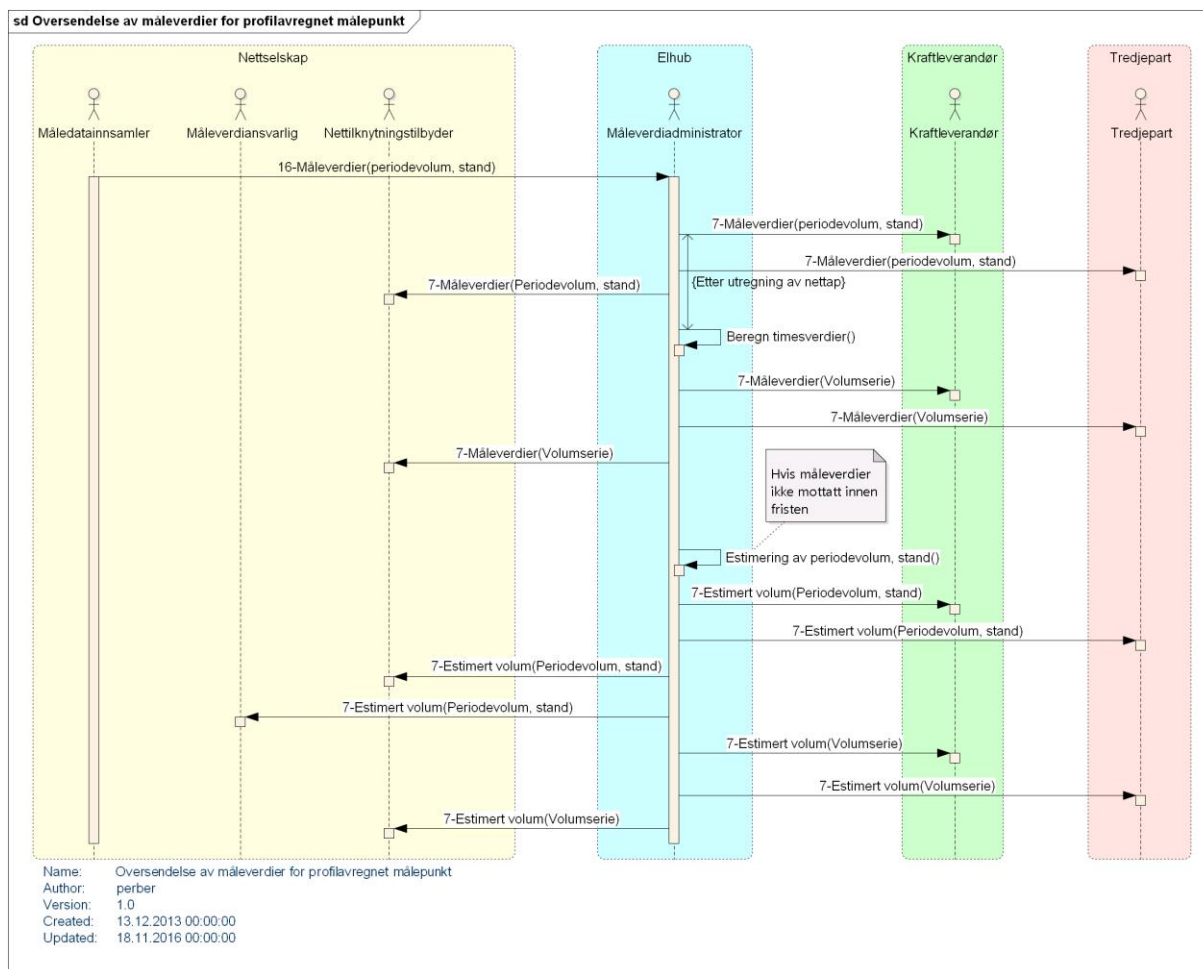 sd Oversendelse av måleverdier for profilavregnet målepunkt
Nettselskap
Elhub
Kraftleverandør
Tredjepart
Måledatainnsamler
Måleverdiansvarlig
Nettilknytningstilbyder
Måleverdiadministrator
Kraftleverandør
Tredjepart
16-Måleverdier(periodevolum, stand)
7-Måleverdier(periodevolum, stand)
7-Måleverdier(periodevolum, stand)
{Etter utregning av nettap}
7-Måleverdier(Periodevolum, stand)
Beregn timesverdier()
7-Måleverdier(Volumserie)
7-Måleverdier(Volumserie)
7-Måleverdier(Volumserie)
Hvis måleverdier
ikke mottatt innen
fristen
Estimering av periodevolum, stand()
7-Estimert volum(Periodevolum, stand)
7-Estimert volum(Periodevolum, stand)
7-Estimert volum(Periodevolum, stand)
7-Estimert volum(Periodevolum, stand)
7-Estimert volum(Volumserie)
7-Estimert volum(Volumserie)
7-Estimert volum(Volumserie)
Name: Oversendelse av måleverdier for profilavregnet målepunkt
Author: perber
Version: 1.0
Created: 13.12.2013 00:00:00
Updated: 18.11.2016 00:00:00